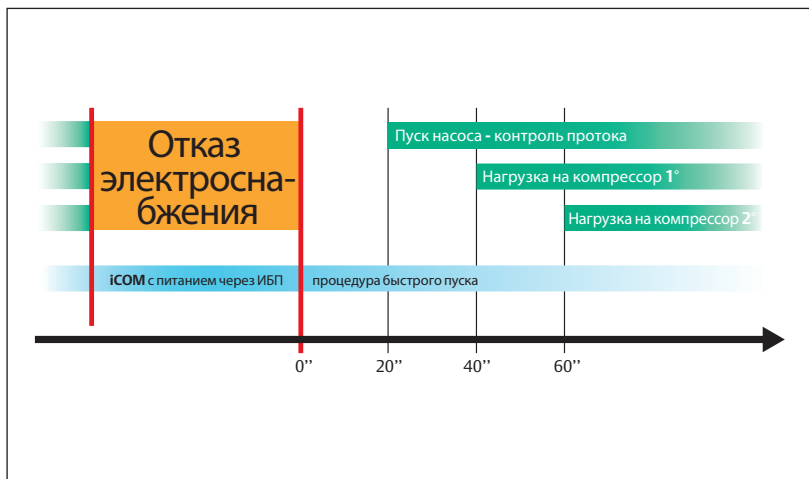 Отказ
электросна-
бжения
Пуск насоса - контроль протока
Нагрузка на компрессор 1°
Нагрузка на компрессор 2°
iCOM с питанием через ИБП
процедура быстрого пуска
0’’
20’’
40’’
60’’